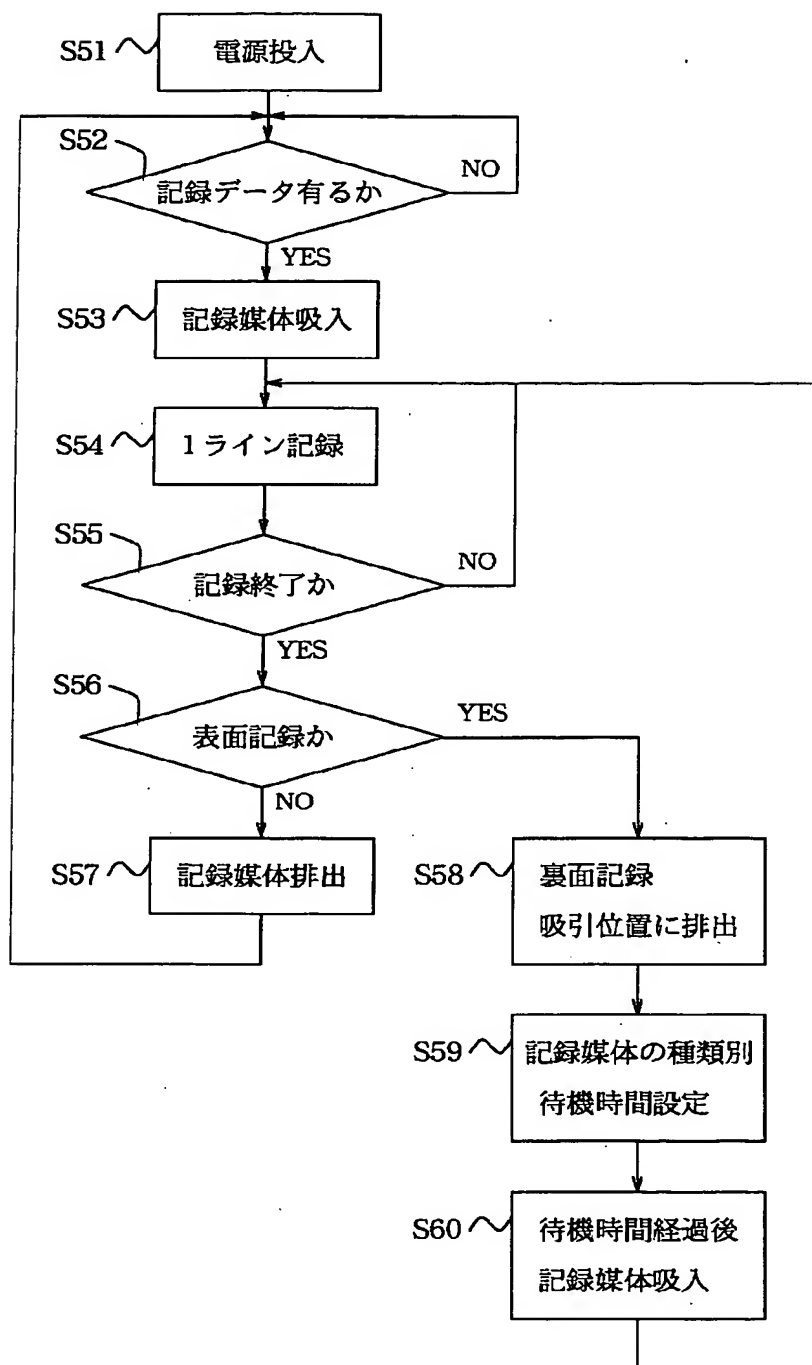 S51
電源投入
S52
記録データ有るか
NO
YES
S53
記録媒体吸入
S54
1ライン記録
S55
記録終了か
NO
YES
S56
表面記録か
YES
NO
S57
記録媒体排出
S58
裏面記録
吸引位置に排出
S59
記録媒体の種類別
待機時間設定
S60
待機時間経過後
記録媒体吸入